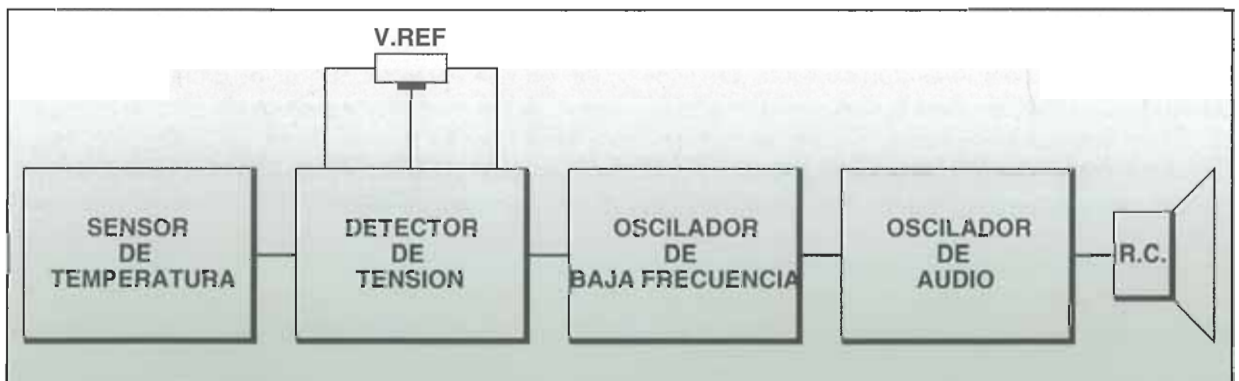 V.REF
SENSOR
DE
TEMPERATURA
DETECTOR
DE
TENSION
OSCILADOR
DE
BAJA FRECUENCIA
OSCILADOR
DE
AUDIO
R.C.